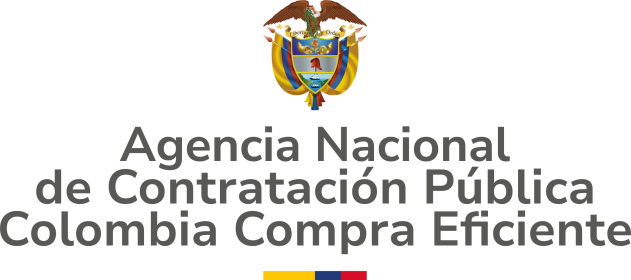 Agencia Nacional
de Contratación Pública
Colombia Compra Eficiente